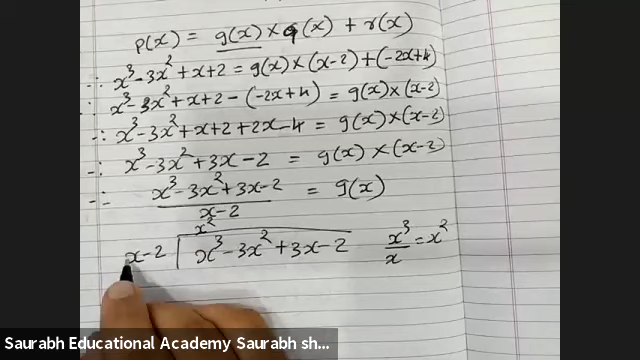 p(x) = g(x) × q(x) + r(x)
∴ x³ - 3x² + x + 2 = g(x) × (x-2) + (-2x+4)
∴ x³ - 3x² + x + 2 - (-2x+4) = g(x) × (x-2)
∴ x³ - 3x² + x + 2 + 2x - 4 = g(x) × (x-2)
∴ x³ - 3x² + 3x - 2 = g(x) × (x-2)
∴ x³ - 3x² + 3x - 2 / x - 2 = g(x)
x²
x-2 | x³ - 3x² + 3x - 2 x³/x = x²
Saurabh Educational Academy Saurabh sh...